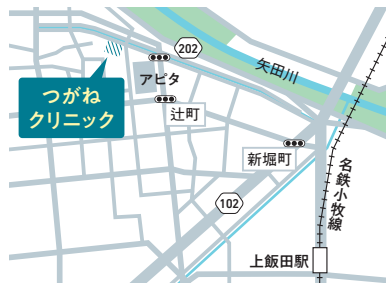 202
矢田川
アピタ
つがね
クリニック
辻町
新堀町
名鉄小牧線
102
上飯田駅